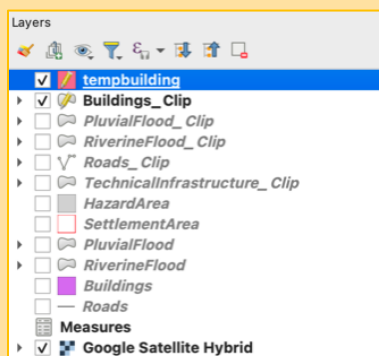 Layers
tempbuilding
Buildings_Clip
PluvialFlood_Clip
RiverineFlood_Clip
Roads_Clip
TechnicalInfrastructure_Clip
HazardArea
SettlementArea
PluvialFlood
RiverineFlood
Buildings
Roads
Measures
Google Satellite Hybrid